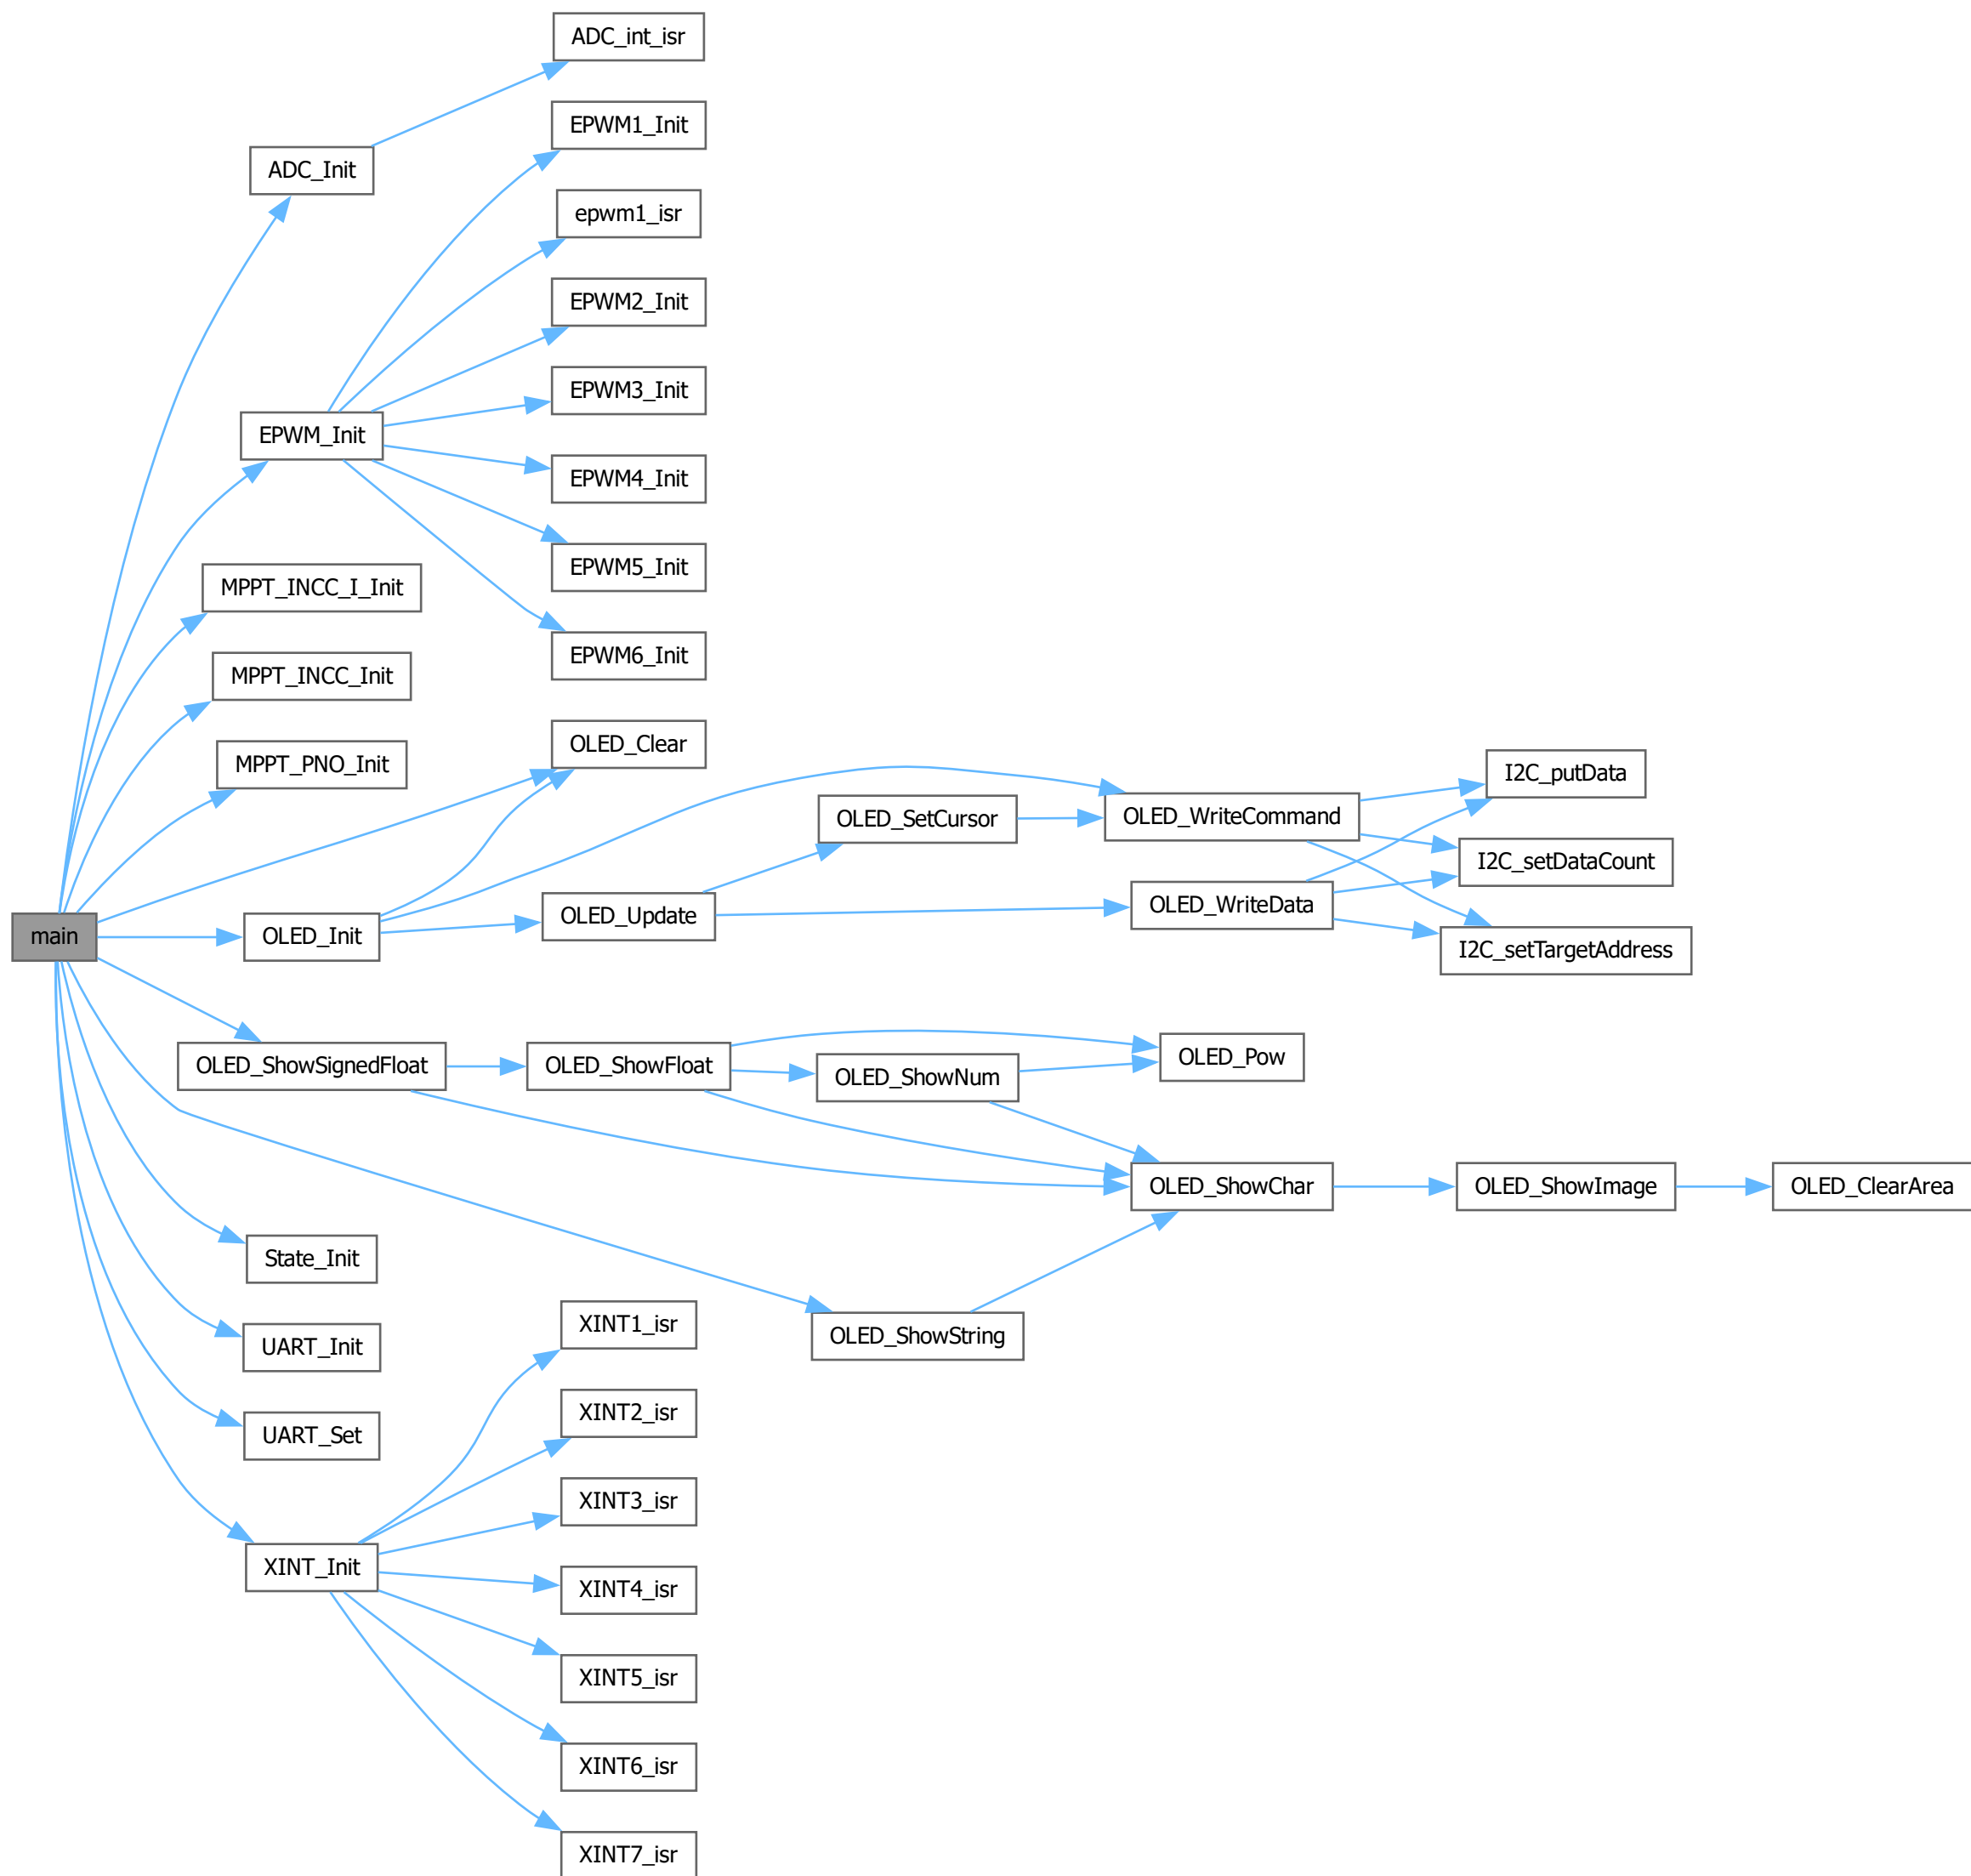 ADC_int_isr
EPWM1_Init
ADC_Init
epwm1_isr
EPWM2_Init
EPWM3_Init
EPWM_Init
EPWM4_Init
EPWM5_Init
MPPT_INCC_I_Init
EPWM6_Init
MPPT_INCC_Init
OLED_Clear
MPPT_PNO_Init
I2C_putData
OLED_SetCursor
OLED_WriteCommand
I2C_setDataCount
OLED_WriteData
OLED_Update
main
OLED_Init
I2C_setTargetAddress
OLED_Pow
OLED_ShowSignedFloat
OLED_ShowFloat
OLED_ShowNum
OLED_ShowChar
OLED_ShowImage
OLED_ClearArea
State_Init
XINT1_isr
OLED_ShowString
UART_Init
XINT2_isr
UART_Set
XINT3_isr
XINT_Init
XINT4_isr
XINT5_isr
XINT6_isr
XINT7_isr